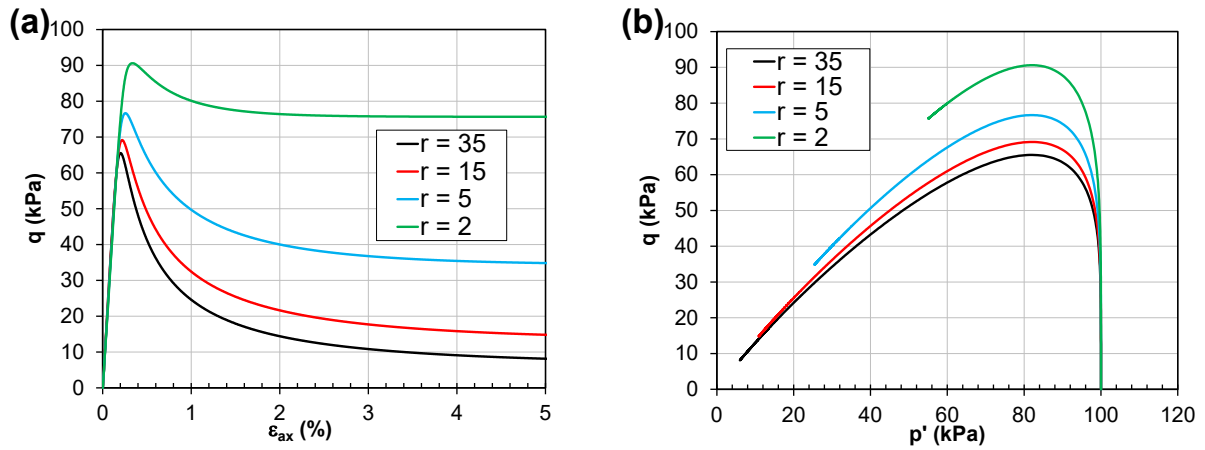 (a)
100
90
80
70
60
50
40
30
20
10
0
q (kPa)
r = 35
r = 15
r = 5
r = 2
0 1 2 3 4 5
εax (%)
(b)
100
90
80
70
60
50
40
30
20
10
0
q (kPa)
r = 35
r = 15
r = 5
r = 2
0 20 40 60 80 100 120
p' (kPa)